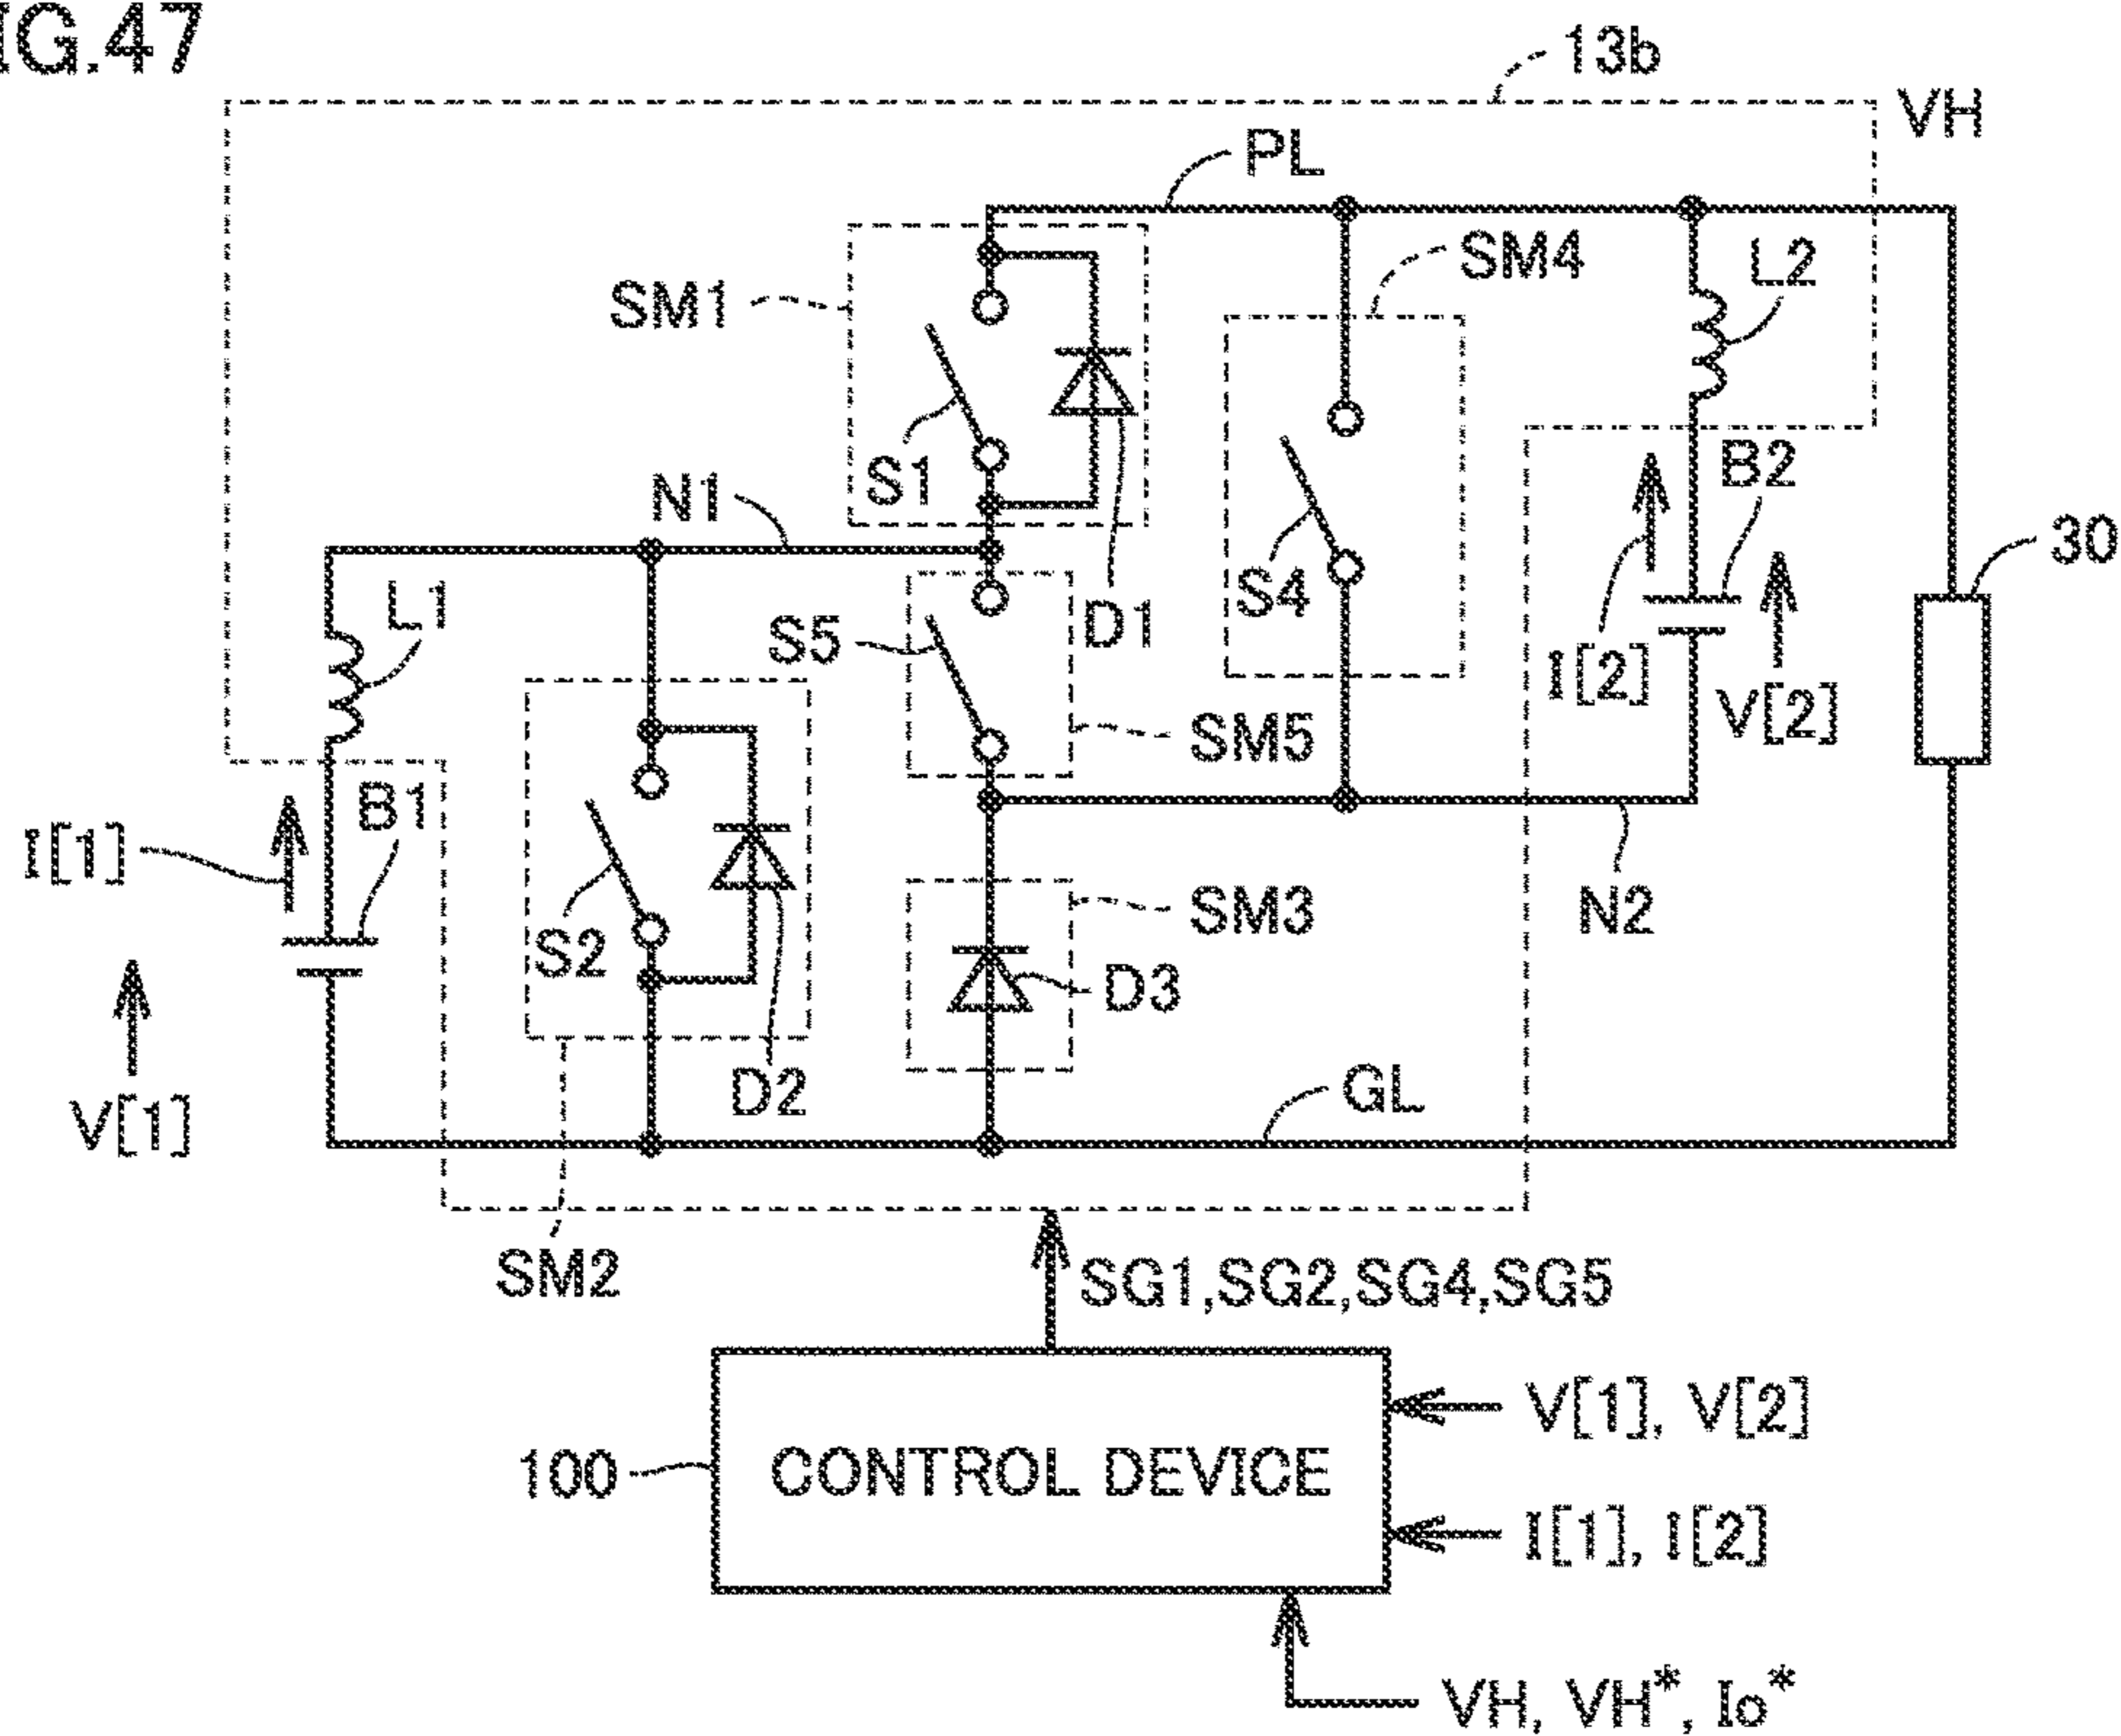 IG.47
13b
VH
PL
SM4
L2
SM1
S1
B2
N1
30
L1
S4
D1
S5
I[2]
V[2]
SM5
B1
I[1]
SM3
N2
S2
D3
D2
GL
V[1]
SM2
SG1,SG2,SG4,SG5
V[1], V[2]
100
CONTROL DEVICE
I[1], I[2]
VH, VH*, Io*